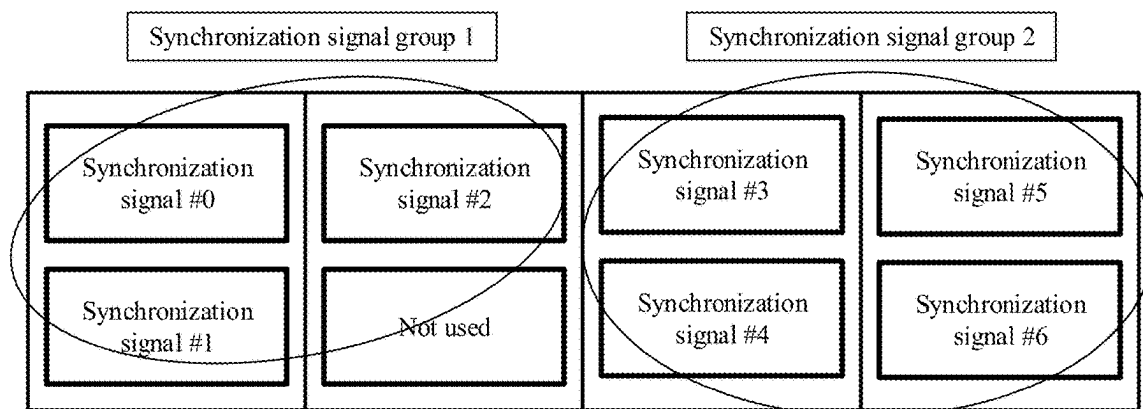 Synchronization signal group 1
Synchronization signal group 2
Synchronization
signal #0
Synchronization
signal #2
Synchronization
signal #3
Synchronization
signal #5
Synchronization
signal #1
Not used
Synchronization
signal #4
Synchronization
signal #6